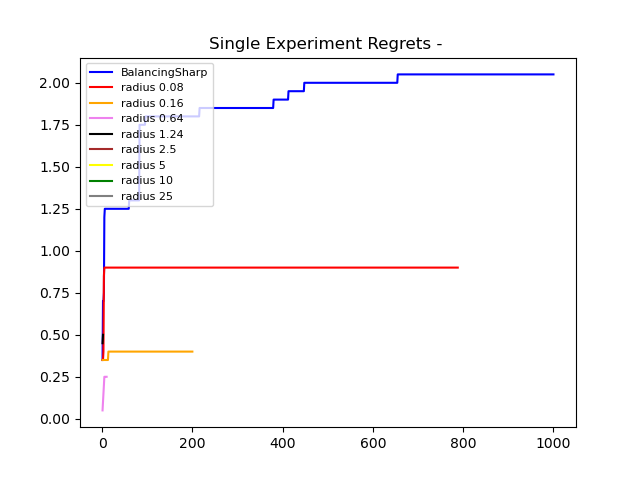 Single Experiment Regrets -
BalancingSharp
radius 0.08
radius 0.16
radius 0.64
radius 1.24
radius 2.5
radius 5
radius 10
radius 25
2.00
1.75
1.50
1.25
1.00
0.75
0.50
0.25
0.00
0 200 400 600 800 1000